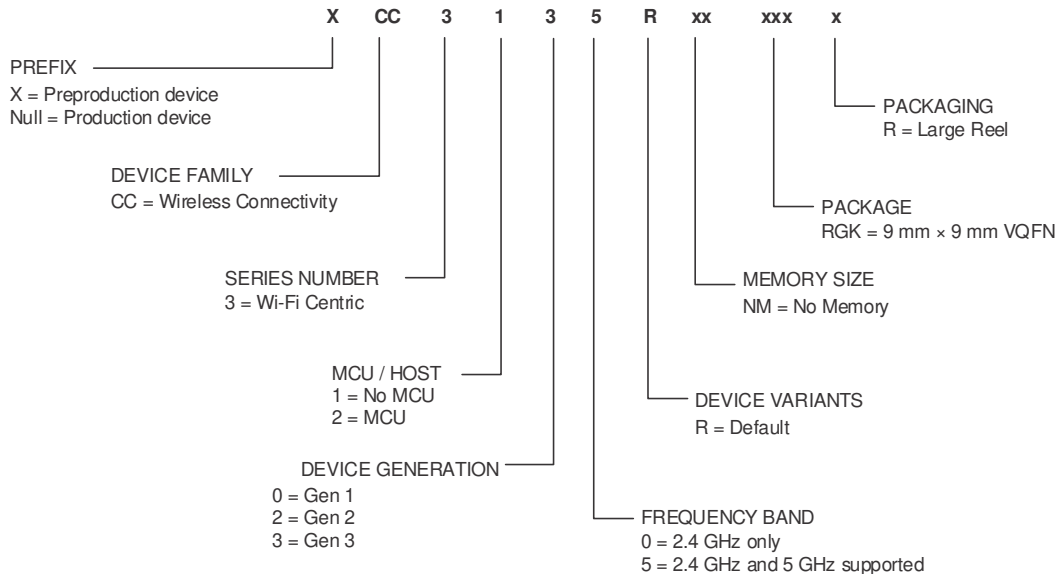 X CC 3 1 3 5 R xx xxx x
PREFIX
X = Preproduction device
Null = Production device
PACKAGING
R = Large Reel
DEVICE FAMILY
CC = Wireless Connectivity
PACKAGE
RGK = 9 mm × 9 mm VQFN
SERIES NUMBER
3 = Wi-Fi Centric
MEMORY SIZE
NM = No Memory
MCU / HOST
1 = No MCU
2 = MCU
DEVICE VARIANTS
R = Default
DEVICE GENERATION
0 = Gen 1
2 = Gen 2
3 = Gen 3
FREQUENCY BAND
0 = 2.4 GHz only
5 = 2.4 GHz and 5 GHz supported